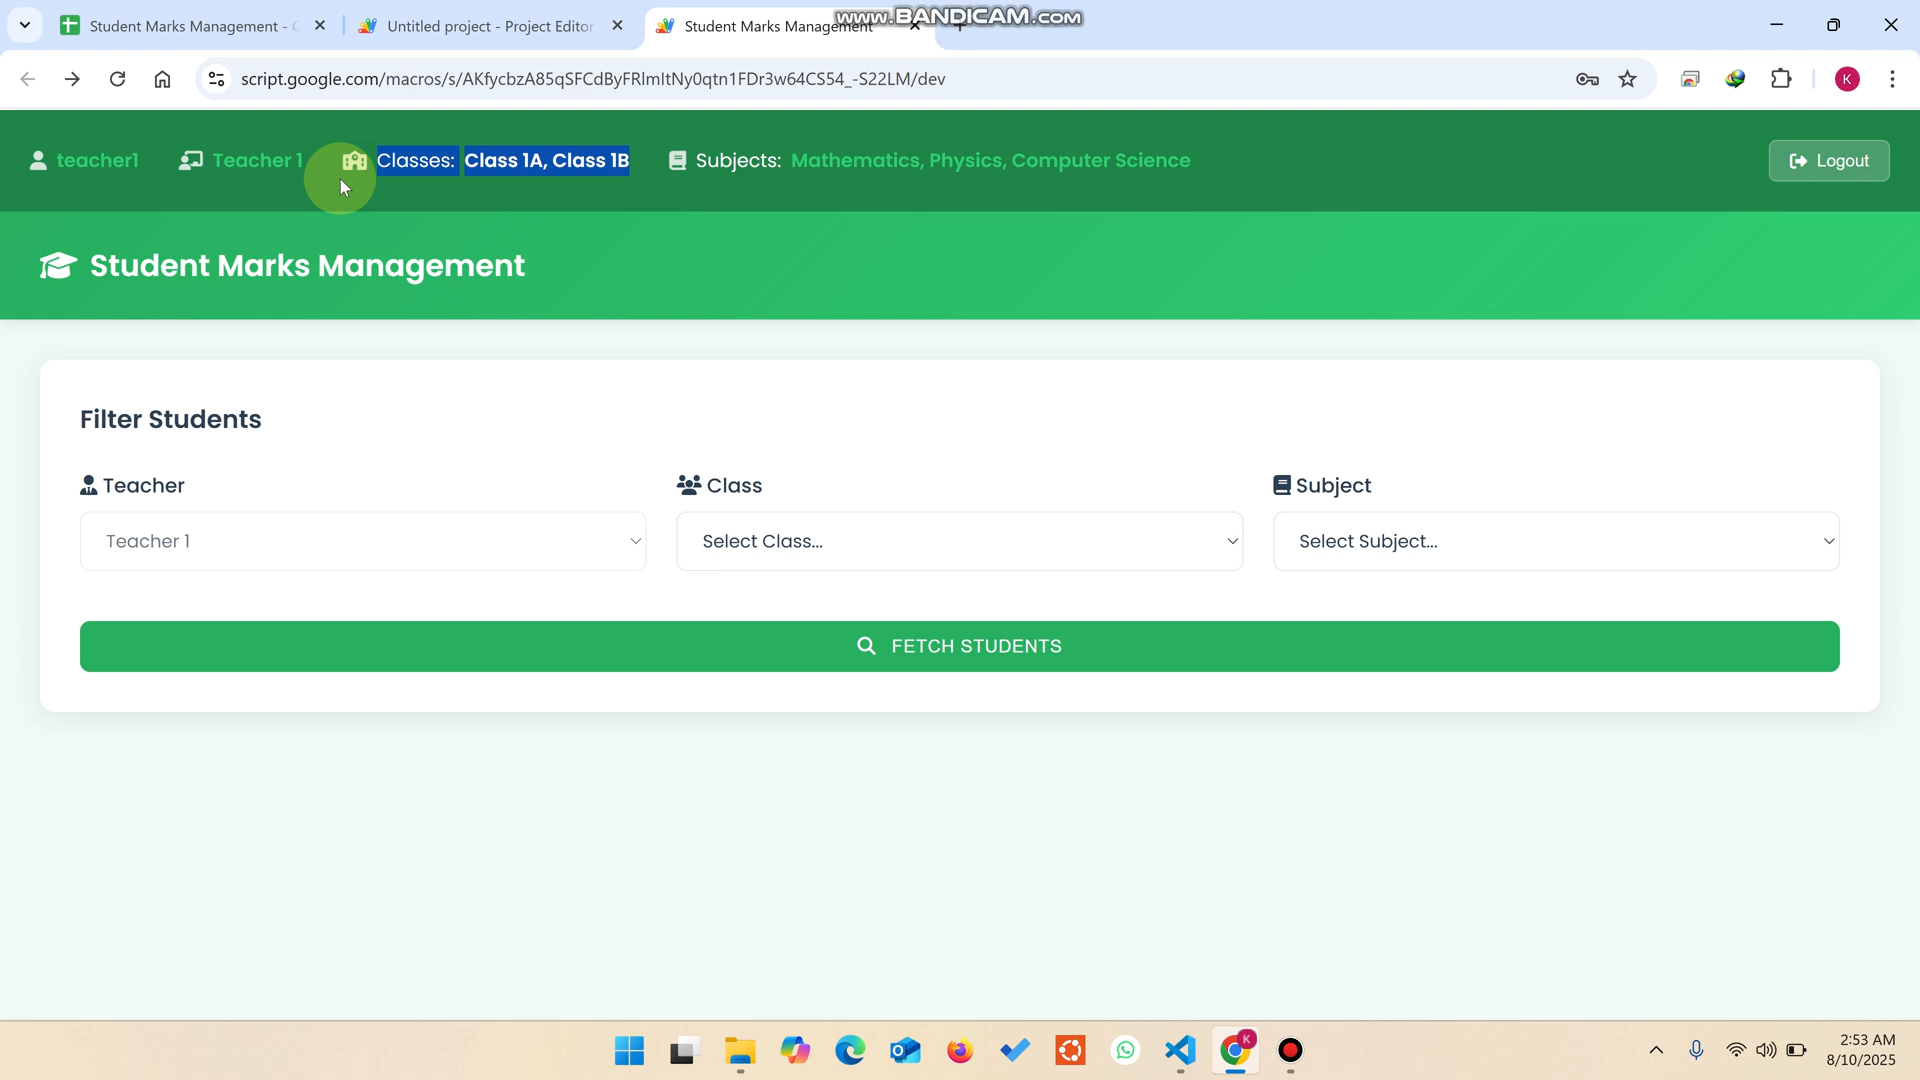 Student Marks Management -
Untitled project - Project Editor
Student Marks Management
www.BANDICAM.com
script.google.com/macros/s/AKfycbzA85qSFCdByFRlmItNy0qtn1FDr3w64CS54_-S22LM/dev
K
teacher1
Teacher 1
Classes: Class 1A, Class 1B
Subjects: Mathematics, Physics, Computer Science
Logout
Student Marks Management
Filter Students
Teacher
Class
Subject
Teacher 1
Select Class...
Select Subject...
FETCH STUDENTS
K
2:53 AM
8/10/2025